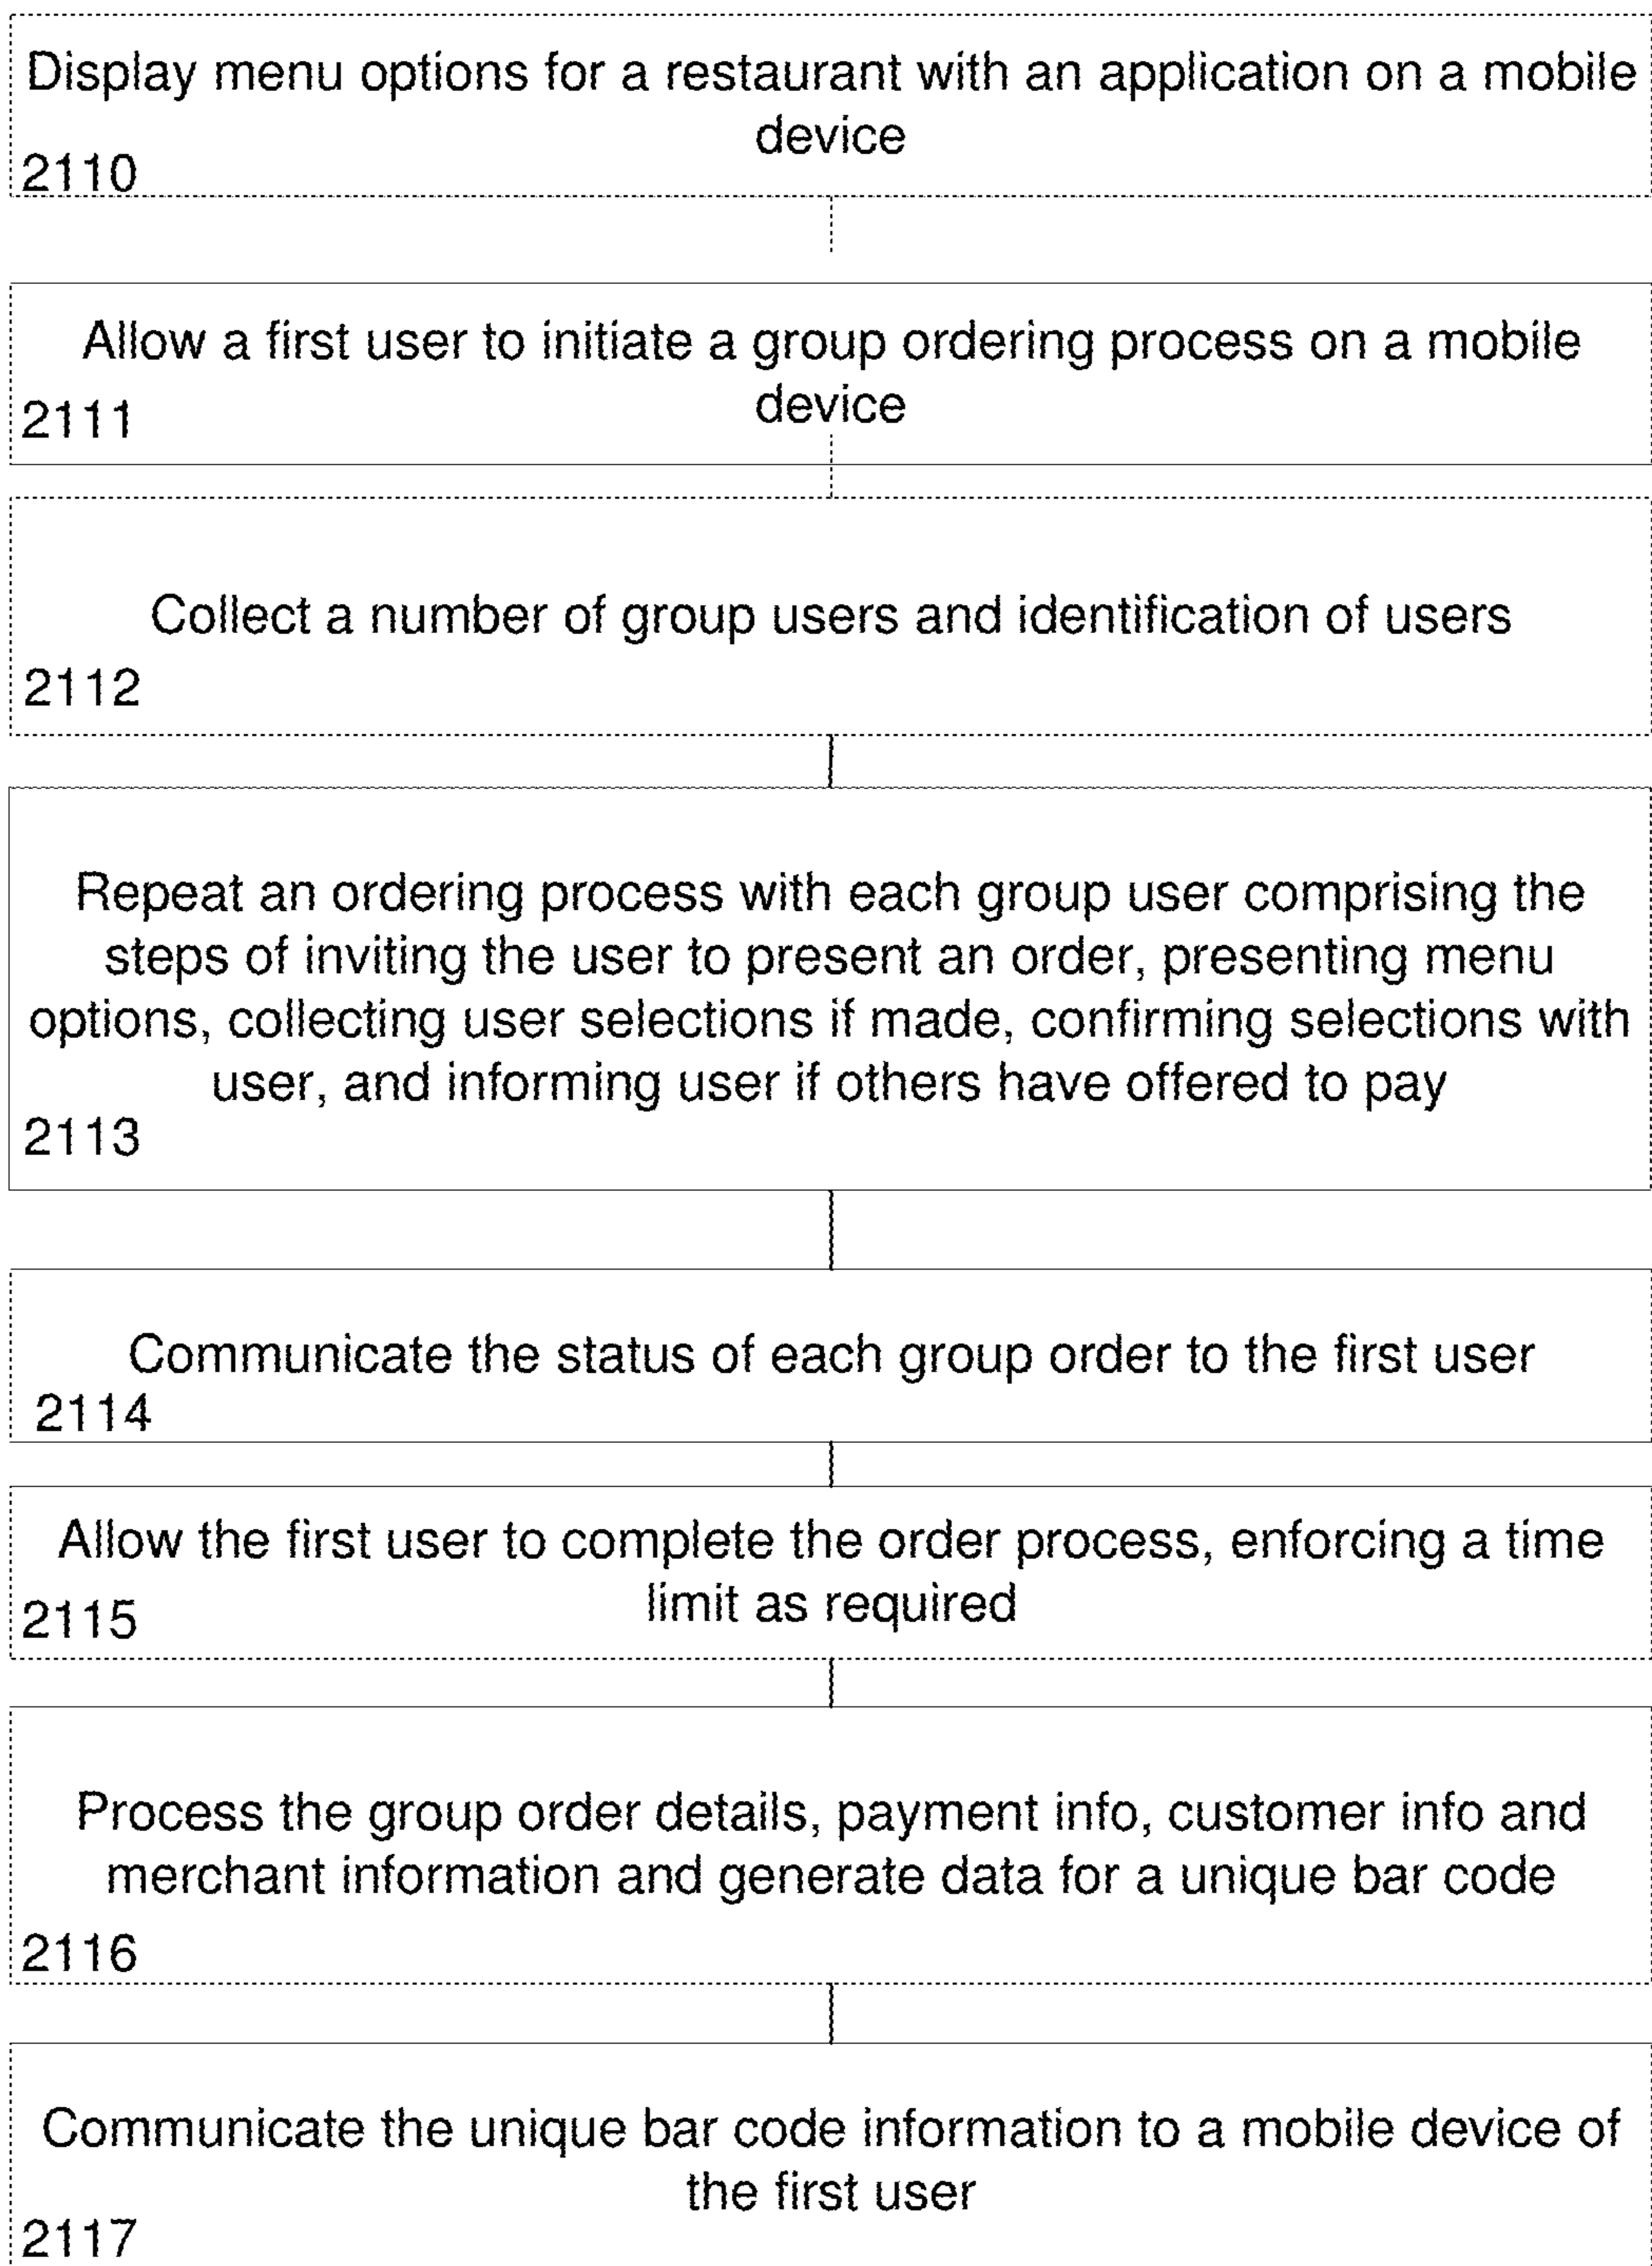 Display menu options for a restaurant with an application on a mobile
device
2110
Allow a first user to initiate a group ordering process on a mobile
device
2111
Collect a number of group users and identification of users
2112
Repeat an ordering process with each group user comprising the
steps of inviting the user to present an order, presenting menu
options, collecting user selections if made, confirming selections with
user, and informing user if others have offered to pay
2113
Communicate the status of each group order to the first user
2114
Allow the first user to complete the order process, enforcing a time
limit as required
2115
Process the group order details, payment info, customer info and
merchant information and generate data for a unique bar code
2116
Communicate the unique bar code information to a mobile device of
the first user
2117